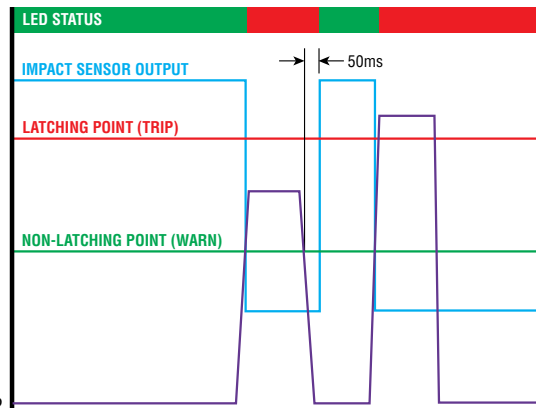 LED STATUS
IMPACT SENSOR OUTPUT
50ms
LATCHING POINT (TRIP)
NON-LATCHING POINT (WARN)